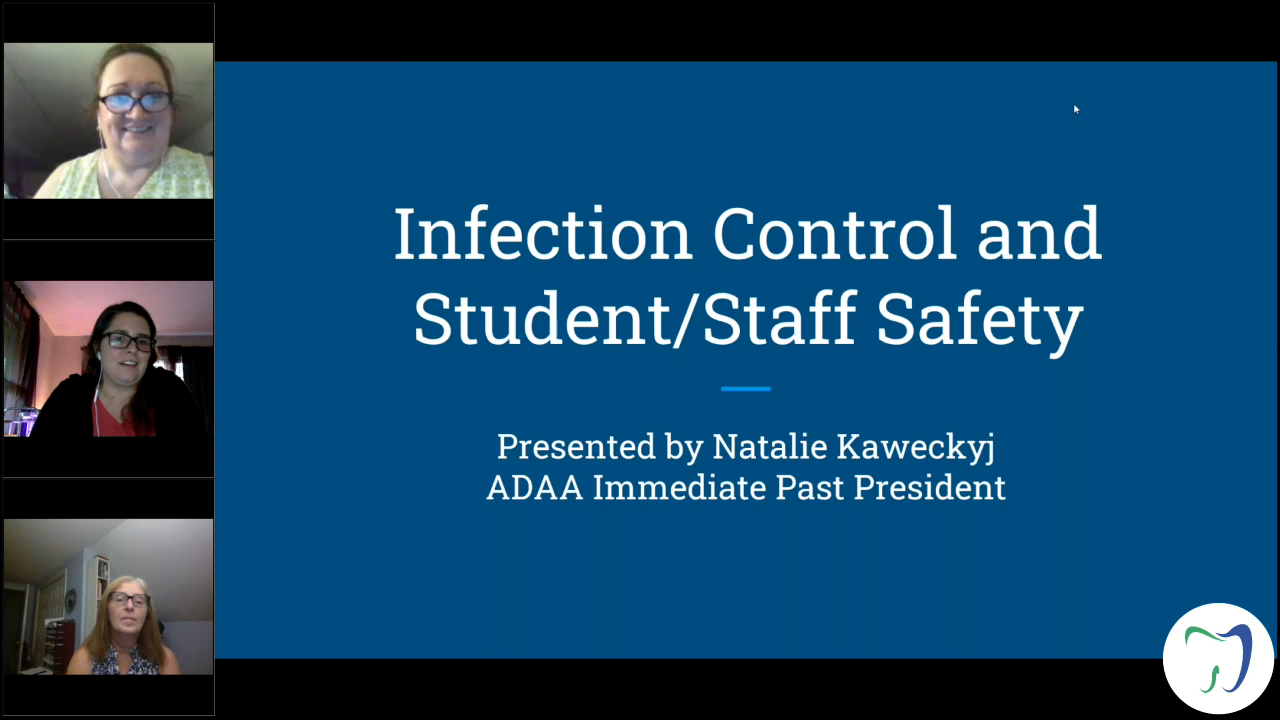 Infection Control and
Student/Staff Safety
Presented by Natalie Kaweckyj
ADAA Immediate Past President